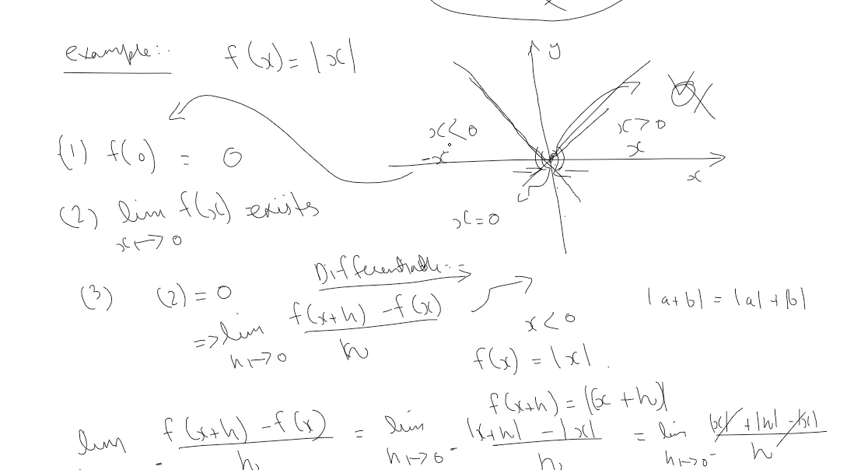 example:-
f(x) = |x|
y
x < 0
-x
x > 0
x
x
x = 0
(1) f(0) = 0
(2) lim f(x) exists
x→0
(3) (2) = 0
Differentiable:-
=> lim f(x+h) - f(x)
h→0 h
|a+b| = |a| + |b|
x < 0
f(x) = |x|.
f(x+h) = |(x+h)|
lim f(x+h) - f(x) = lim |x+h| - |x| = lim |x| + |h| - |x|
h→0⁻ h h→0⁻ h
h